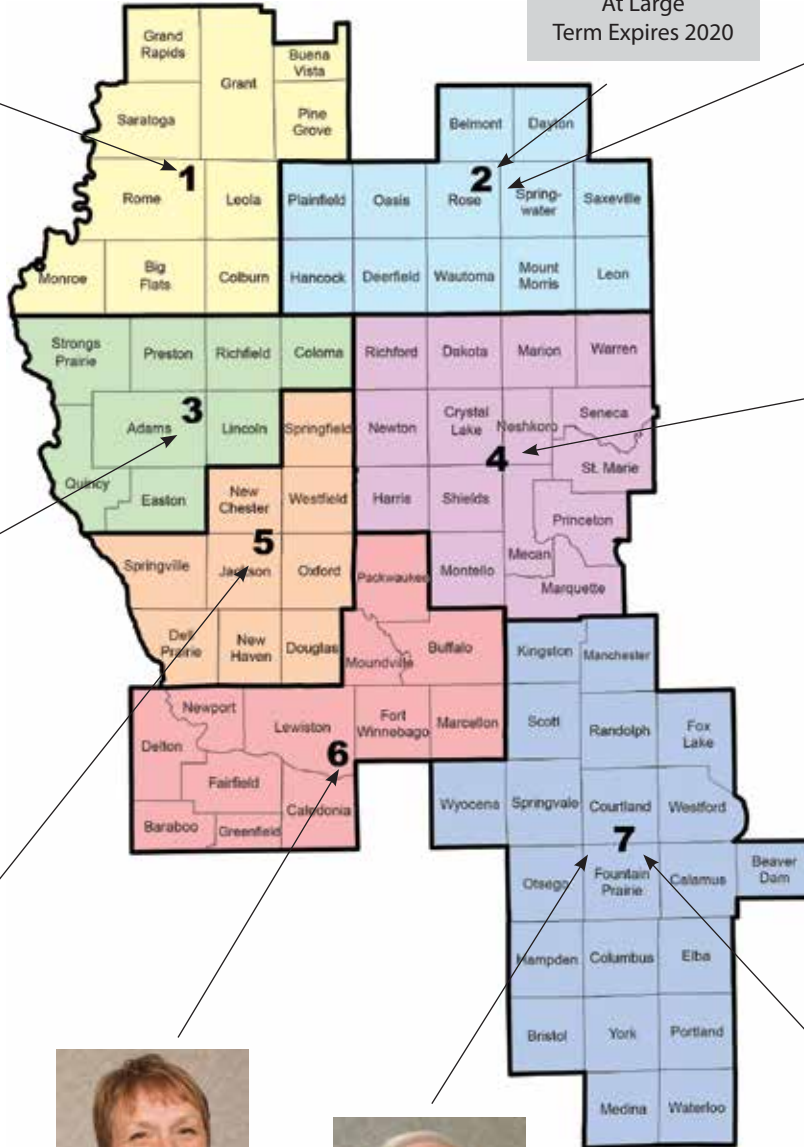 At Large
Term Expires 2020
Grand
Rapids
Grant
Buena
Vista
Saratoga
Pine
Grove
Rome
1
Leola
Monroe
Big
Flats
Colburn
Belmont
Dayton
2
Plainfield
Oasis
Rose
Spring-
water
Saxeville
Hancock
Deerfield
Wautoma
Mount
Morris
Leon
Strongs
Prairie
Preston
Richfield
Coloma
3
Adams
Lincoln
Quincy
Easton
Richford
Dakota
Marion
Warren
Newton
Crystal
Lake
Neshkoro
Seneca
4
St. Marie
Harris
Shields
Princeton
Mecan
Montello
Marquette
Springfield
New
Chester
Westfield
5
Springville
Jackson
Oxford
Dell
Prairie
New
Haven
Douglas
Packwaukee
Moundville
Buffalo
Newport
Lewiston
Fort
Winnebago
Marcellon
6
Delton
Fairfield
Caledonia
Baraboo
Greenfield
Kingston
Manchester
Scott
Randolph
Fox
Lake
Wyocena
Springvale
Courtland
Westford
7
Otsego
Fountain
Prairie
Calamus
Beaver
Dam
Hampden
Columbus
Elba
Bristol
York
Portland
Medina
Waterloo